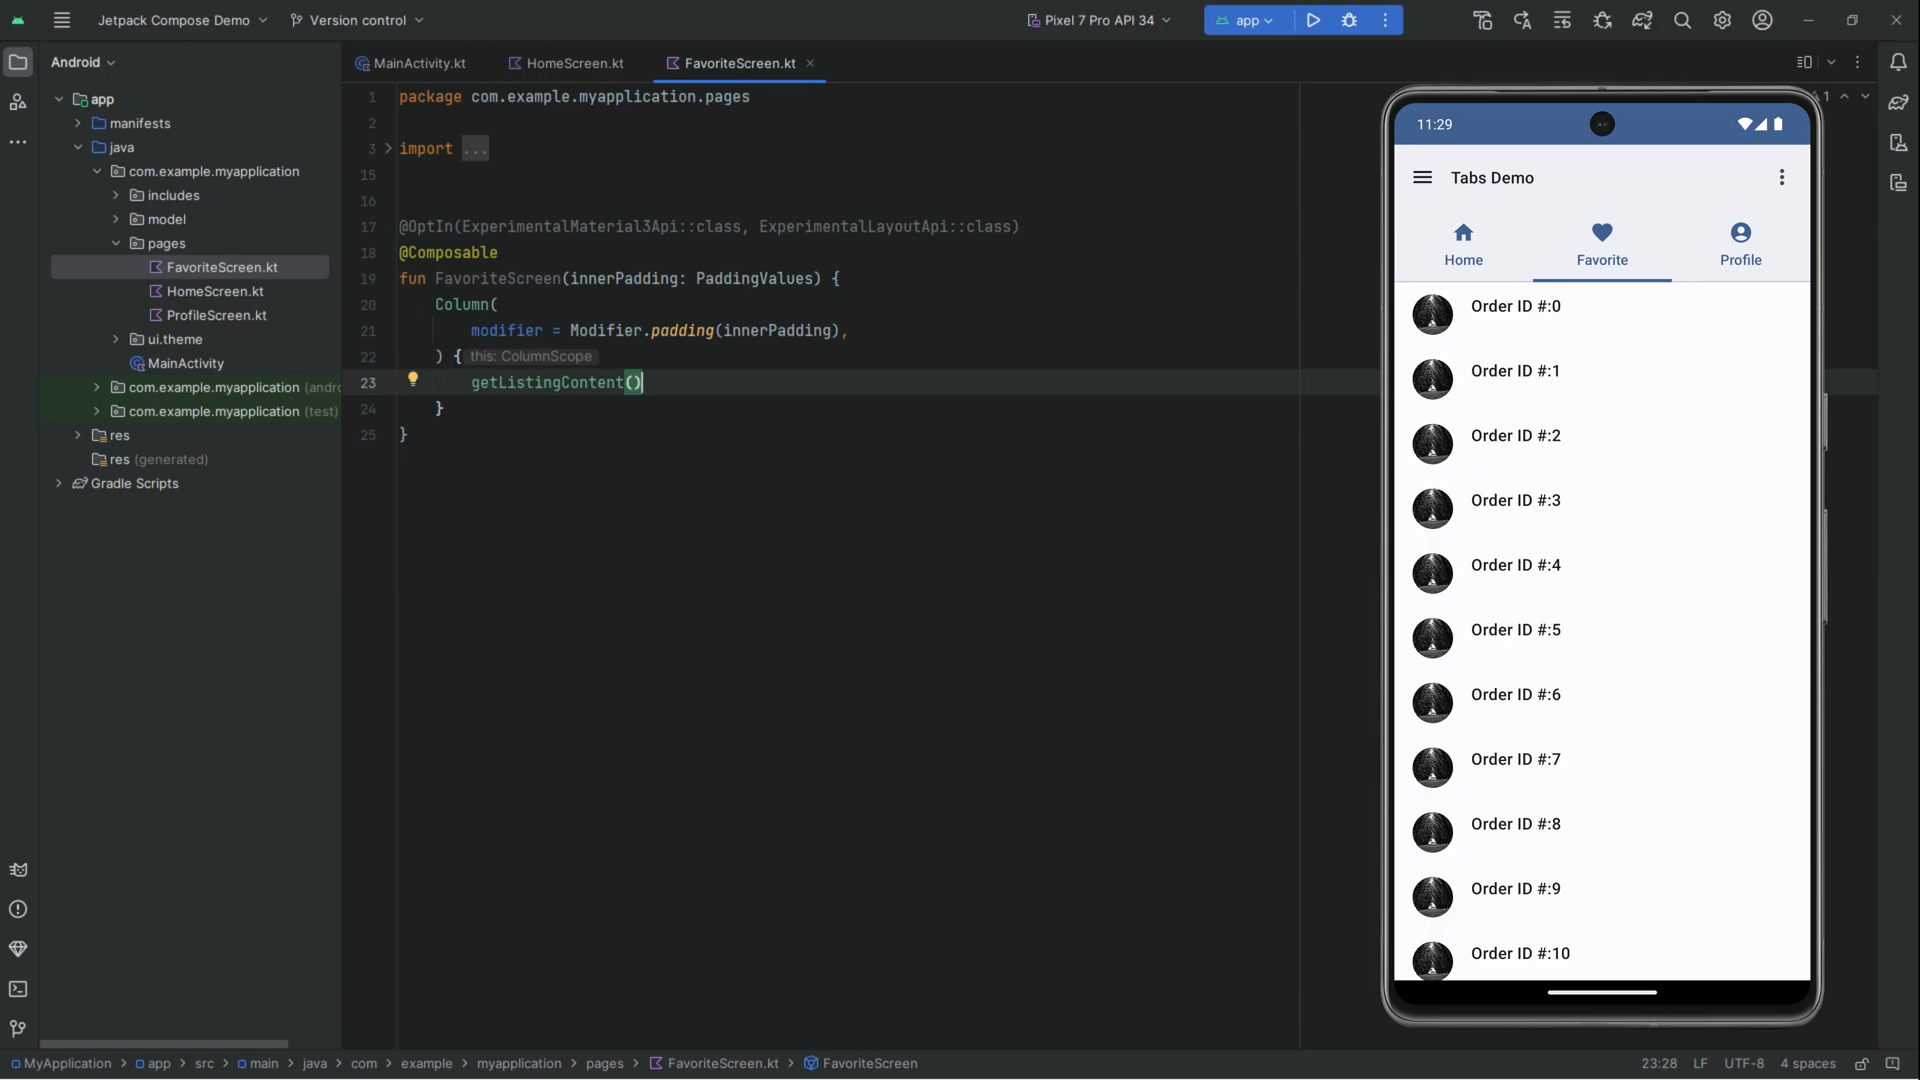 Jetpack Compose Demo
Version control
Pixel 7 Pro API 34
app
Android
app
manifests
java
com.example.myapplication
includes
model
pages
FavoriteScreen.kt
HomeScreen.kt
ProfileScreen.kt
ui.theme
MainActivity
com.example.myapplication (andro
com.example.myapplication (test)
res
res (generated)
Gradle Scripts
MainActivity.kt
HomeScreen.kt
FavoriteScreen.kt
1 package com.example.myapplication.pages
2
3 import ...
15
16
17 @OptIn(ExperimentalMaterial3Api::class, ExperimentalLayoutApi::class)
18 @Composable
19 fun FavoriteScreen(innerPadding: PaddingValues) {
20 Column(
21 modifier = Modifier.padding(innerPadding),
22 ) { this: ColumnScope
23 getListingContent()
24 }
25 }
1
11:29
Tabs Demo
Home
Favorite
Profile
Order ID #:0
Order ID #:1
Order ID #:2
Order ID #:3
Order ID #:4
Order ID #:5
Order ID #:6
Order ID #:7
Order ID #:8
Order ID #:9
Order ID #:10
MyApplication > app > src > main > java > com > example > myapplication > pages > FavoriteScreen.kt > FavoriteScreen
23:28 LF UTF-8 4 spaces